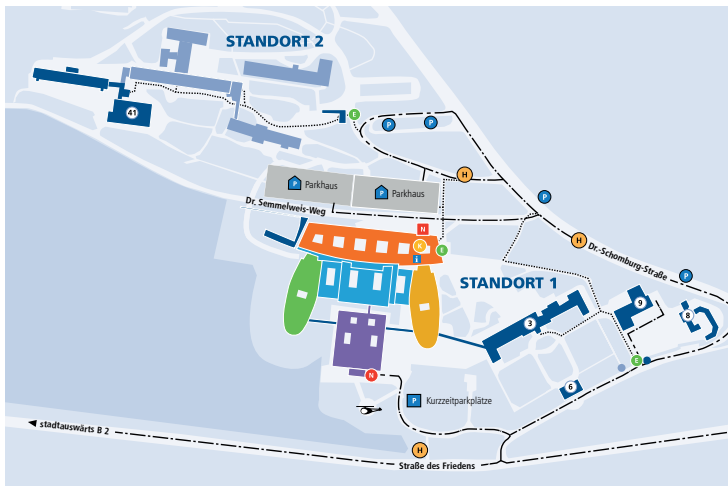 STANDORT 2
41
E
P
P
H
P
Parkhaus
P
Parkhaus
P
Dr. Semmelweis-Weg
N
K
E
i
H
Dr.-Schomburg-Straße
P
STANDORT 1
9
8
3
E
N
6
P
Kurzzeitparkplätze
stadtauswärts B 2
H
Straße des Friedens